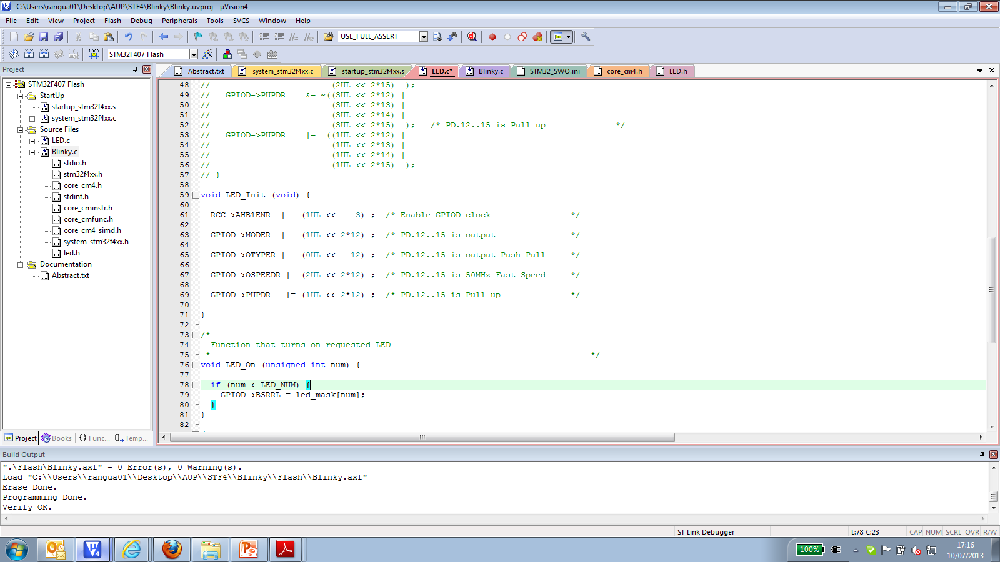 C:\Users\rangua01\Desktop\AUP\STF4\Blinky\Blinky.uvproj - µVision4
File Edit View Project Flash Debug Peripherals Tools SVCS Window Help
USE_FULL_ASSERT
LOAD STM32F407 Flash
Project
Abstract.txt system_stm32f4xx.c startup_stm32f4xx.s LED.c* Blinky.c STM32_SWO.ini core_cm4.h LED.h
STM32F407 Flash
StartUp
startup_stm32f4xx.s
system_stm32f4xx.c
Source Files
LED.c
Blinky.c
stdio.h
stm32f4xx.h
core_cm4.h
stdint.h
core_cminstr.h
core_cmfunc.h
core_cm4_simd.h
system_stm32f4xx.h
led.h
Documentation
Abstract.txt
Project Books {} Func... Temp...
48 // (2UL << 2*15) );
49 // GPIOD->PUPDR &= ~((3UL << 2*12) |
50 // (3UL << 2*13) |
51 // (3UL << 2*14) |
52 // (3UL << 2*15) ); /* PD.12..15 is Pull up */
53 // GPIOD->PUPDR |= ((1UL << 2*12) |
54 // (1UL << 2*13) |
55 // (1UL << 2*14) |
56 // (1UL << 2*15) );
57 // }
58
59 void LED_Init (void) {
60
61 RCC->AHB1ENR |= (1UL << 3) ; /* Enable GPIOD clock */
62
63 GPIOD->MODER |= (1UL << 2*12) ; /* PD.12..15 is output */
64
65 GPIOD->OTYPER |= (0UL << 12) ; /* PD.12..15 is output Push-Pull */
66
67 GPIOD->OSPEEDR |= (2UL << 2*12) ; /* PD.12..15 is 50MHz Fast Speed */
68
69 GPIOD->PUPDR |= (1UL << 2*12) ; /* PD.12..15 is Pull up */
70
71 }
72
73 /*----------------------------------------------------------------------------
74 Function that turns on requested LED
75 *----------------------------------------------------------------------------*/
76 void LED_On (unsigned int num) {
77
78 if (num < LED_NUM) {
79 GPIOD->BSRRL = led_mask[num];
80 }
81 }
82
Build Output
".\Flash\Blinky.axf" - 0 Error(s), 0 Warning(s).
Load "C:\\Users\\rangua01\\Desktop\\AUP\\STF4\\Blinky\\Flash\\Blinky.axf"
Erase Done.
Programming Done.
Verify OK.
ST-Link Debugger L:78 C:23 CAP NUM SCRL OVR R/W
100%
17:16
10/07/2013